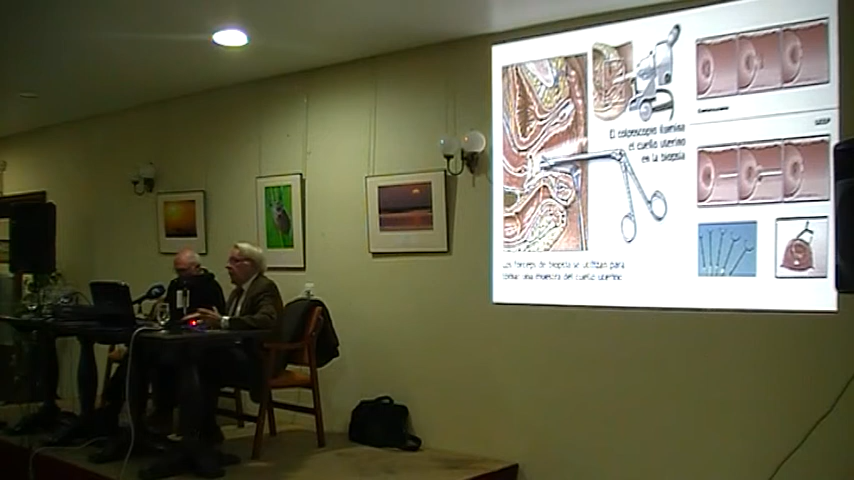 El colposcopio ilumina
el cuello uterino
en la biopsia
Los forceps de biopsia se utilizan para
tomar una muestra del cuello uterino